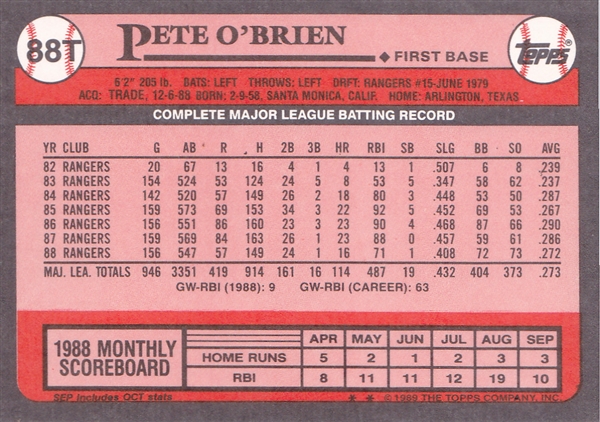 88T
PETE O'BRIEN
◆ FIRST BASE
TOPPS®
6'2" 205 lb. BATS: LEFT THROWS: LEFT DRFT: RANGERS #15-JUNE 1979
ACQ: TRADE, 12-6-88 BORN: 2-9-58, SANTA MONICA, CALIF. HOME: ARLINGTON, TEXAS
COMPLETE MAJOR LEAGUE BATTING RECORD
YR CLUB G AB R H 2B 3B HR RBI SB SLG BB SO AVG
82 RANGERS 20 67 13 16 4 1 4 13 1 .507 6 8 .239
83 RANGERS 154 524 53 124 24 5 8 53 5 .347 58 62 .237
84 RANGERS 142 520 57 149 26 2 18 80 3 .448 53 50 .287
85 RANGERS 159 573 69 153 34 3 22 92 5 .452 69 53 .267
86 RANGERS 156 551 86 160 23 3 23 90 4 .468 87 66 .290
87 RANGERS 159 569 84 163 26 1 23 88 0 .457 59 61 .286
88 RANGERS 156 547 57 149 24 1 16 71 1 .408 72 73 .272
MAJ. LEA. TOTALS 946 3351 419 914 161 16 114 487 19 .432 404 373 .273
GW-RBI (1988): 9 GW-RBI (CAREER): 63
1988 MONTHLY SCOREBOARD
APR MAY JUN JUL AUG SEP
HOME RUNS 5 2 1 2 3 3
RBI 8 11 11 12 19 10
SEP Includes OCT stats
* * © 1989 THE TOPPS COMPANY, INC.